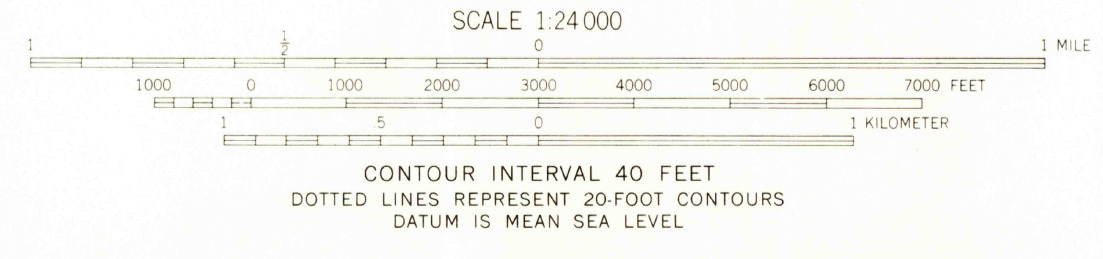 SCALE 1:24 000
1 1/2 0 1 MILE
1000 0 1000 2000 3000 4000 5000 6000 7000 FEET
1 .5 0 1 KILOMETER
CONTOUR INTERVAL 40 FEET
DOTTED LINES REPRESENT 20-FOOT CONTOURS
DATUM IS MEAN SEA LEVEL